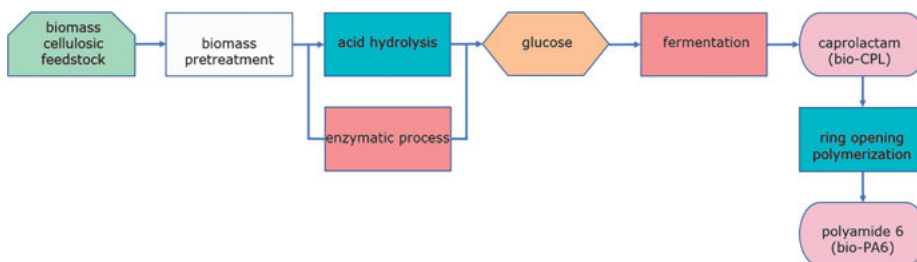 biomass
cellulosic
feedstock
biomass
pretreatment
acid hydrolysis
enzymatic process
glucose
fermentation
caprolactam
(bio-CPL)
ring opening
polymerization
polyamide 6
(bio-PA6)